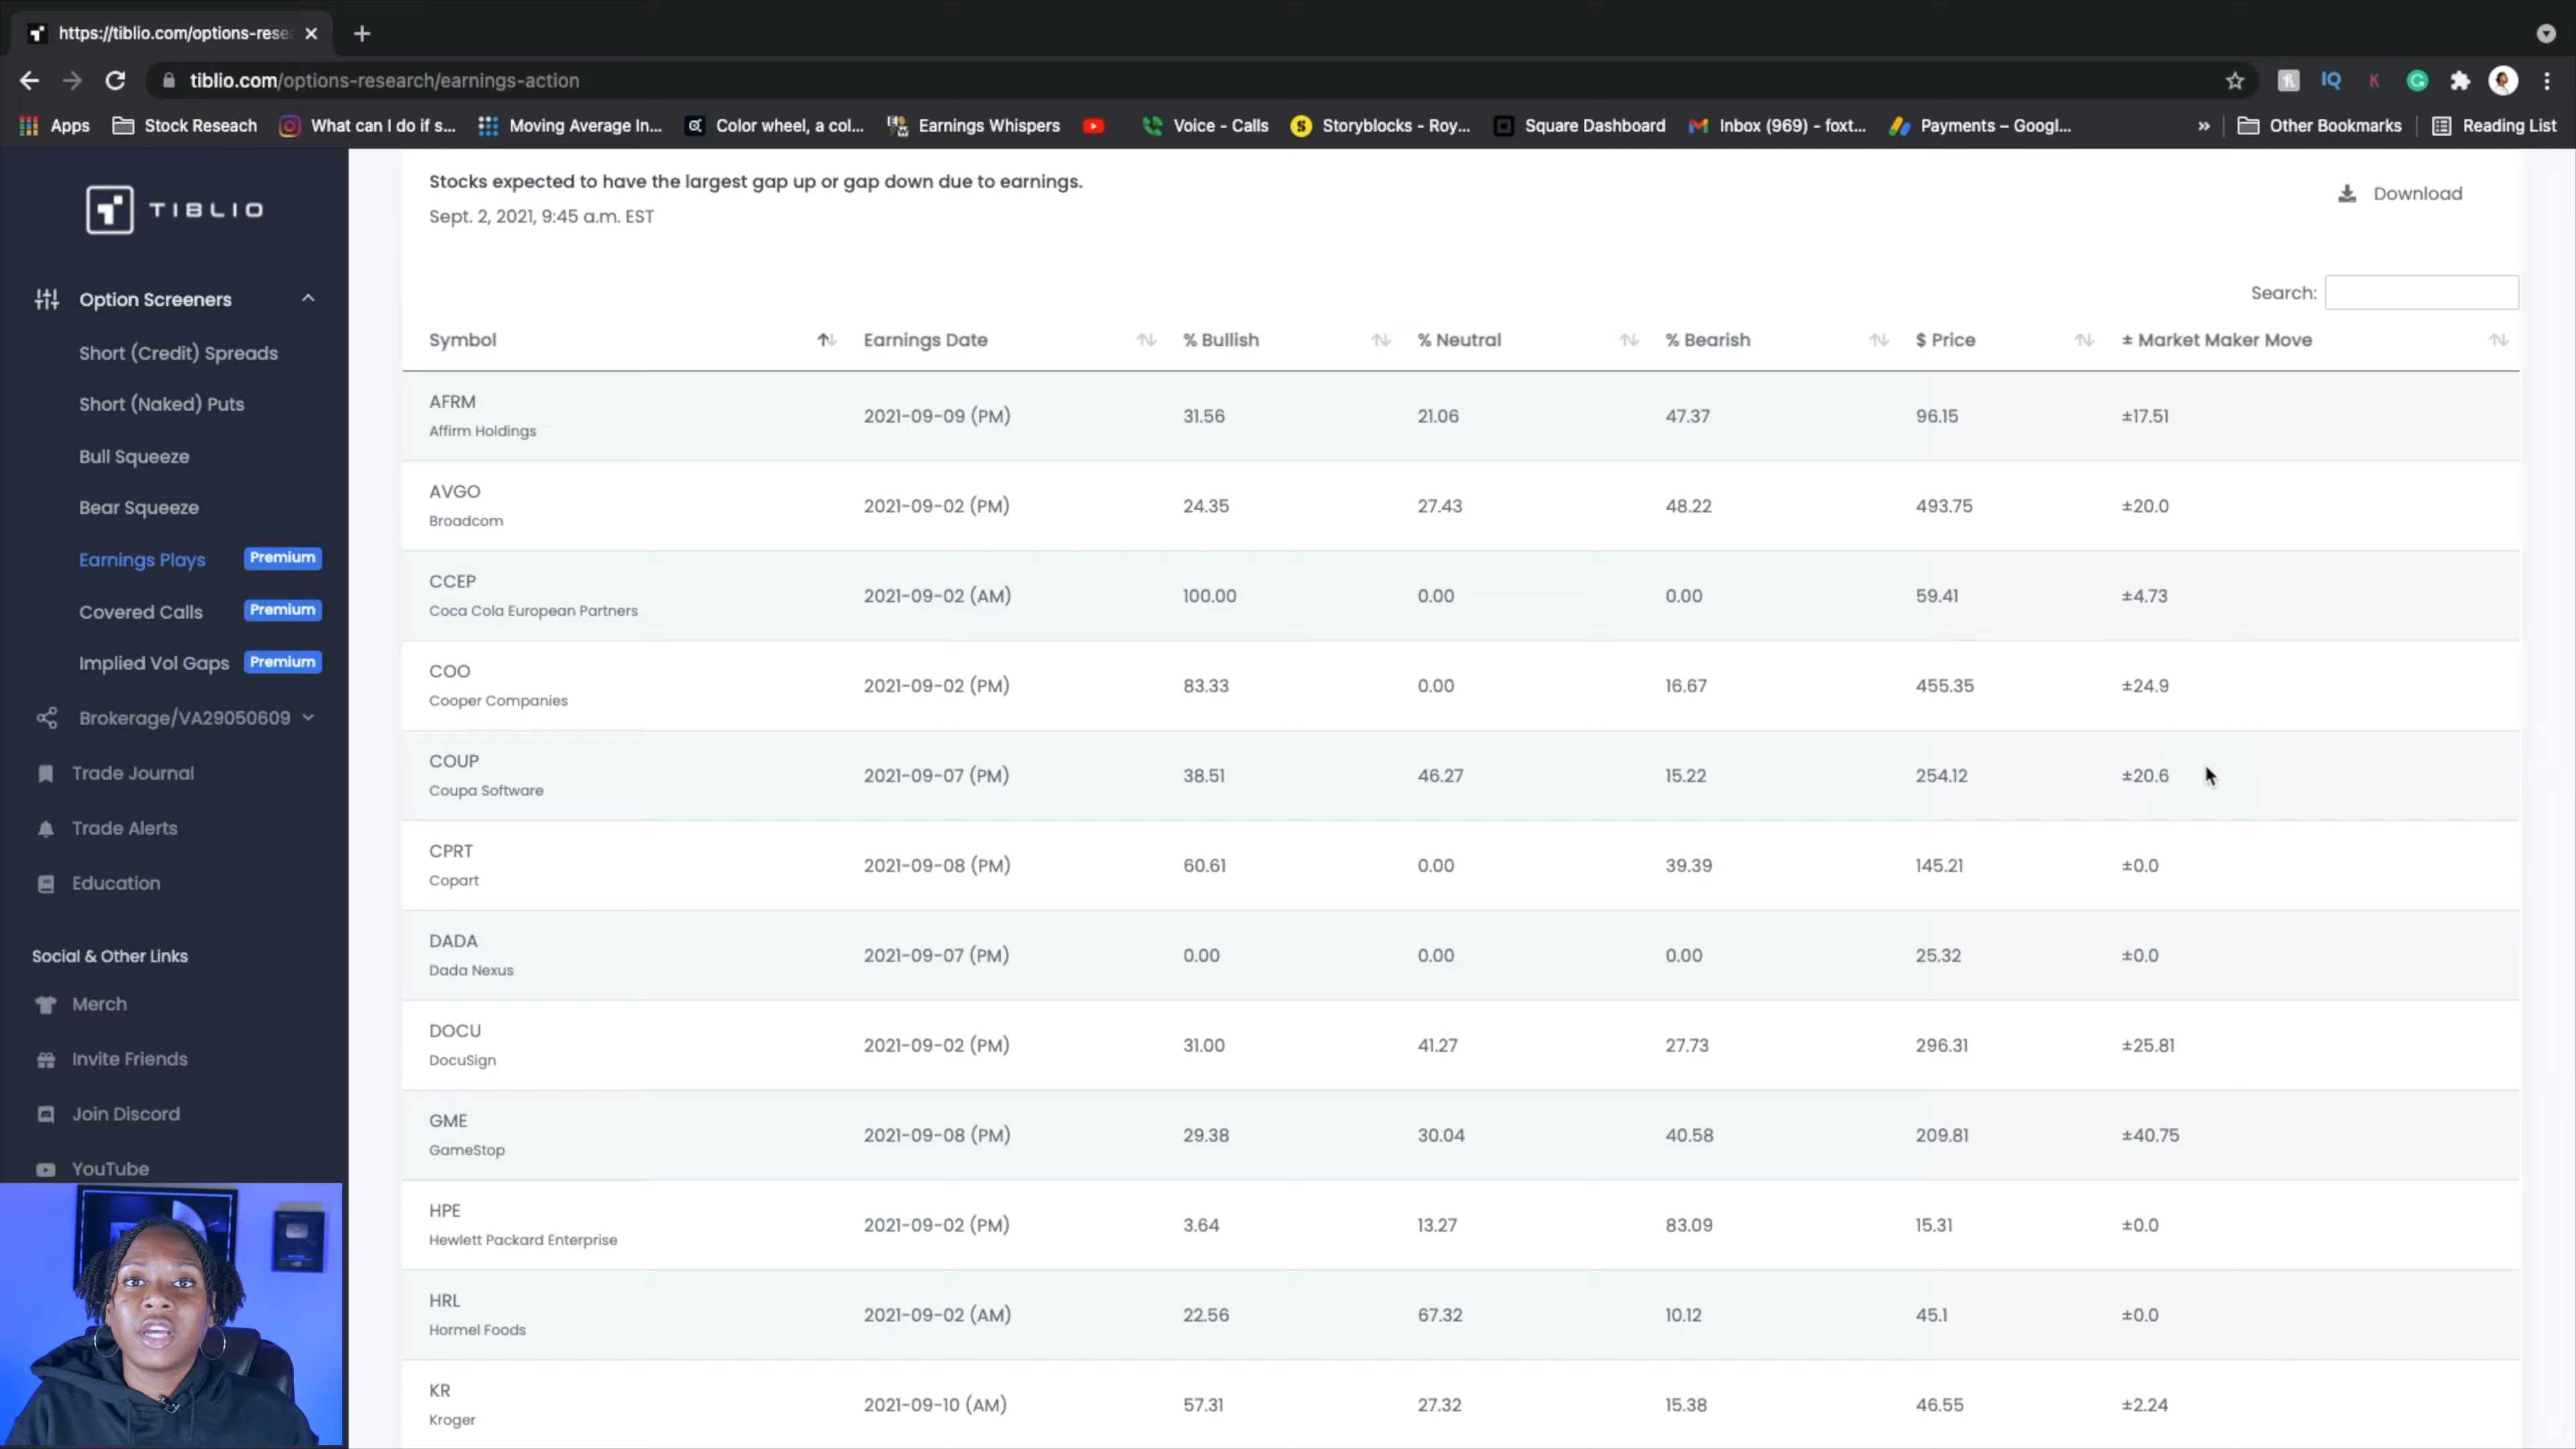 https://tiblio.com/options-rese
tiblio.com/options-research/earnings-action
IQ
K
Apps
Stock Reseach
What can I do if s...
Moving Average In...
Color wheel, a col...
Earnings Whispers
Voice - Calls
Storyblocks - Roy...
Square Dashboard
Inbox (969) - foxt...
Payments – Googl...
»
Other Bookmarks
Reading List
TIBLIO
Option Screeners
Short (Credit) Spreads
Short (Naked) Puts
Bull Squeeze
Bear Squeeze
Earnings Plays Premium
Covered Calls Premium
Implied Vol Gaps Premium
Brokerage/VA29050609
Trade Journal
Trade Alerts
Education
Social & Other Links
Merch
Invite Friends
Join Discord
YouTube
Stocks expected to have the largest gap up or gap down due to earnings.
Sept. 2, 2021, 9:45 a.m. EST
Download
Search:
Symbol Earnings Date % Bullish % Neutral % Bearish $ Price ± Market Maker Move
AFRM
Affirm Holdings
2021-09-09 (PM) 31.56 21.06 47.37 96.15 ±17.51
AVGO
Broadcom
2021-09-02 (PM) 24.35 27.43 48.22 493.75 ±20.0
CCEP
Coca Cola European Partners
2021-09-02 (AM) 100.00 0.00 0.00 59.41 ±4.73
COO
Cooper Companies
2021-09-02 (PM) 83.33 0.00 16.67 455.35 ±24.9
COUP
Coupa Software
2021-09-07 (PM) 38.51 46.27 15.22 254.12 ±20.6
CPRT
Copart
2021-09-08 (PM) 60.61 0.00 39.39 145.21 ±0.0
DADA
Dada Nexus
2021-09-07 (PM) 0.00 0.00 0.00 25.32 ±0.0
DOCU
DocuSign
2021-09-02 (PM) 31.00 41.27 27.73 296.31 ±25.81
GME
GameStop
2021-09-08 (PM) 29.38 30.04 40.58 209.81 ±40.75
HPE
Hewlett Packard Enterprise
2021-09-02 (PM) 3.64 13.27 83.09 15.31 ±0.0
HRL
Hormel Foods
2021-09-02 (AM) 22.56 67.32 10.12 45.1 ±0.0
KR
Kroger
2021-09-10 (AM) 57.31 27.32 15.38 46.55 ±2.24